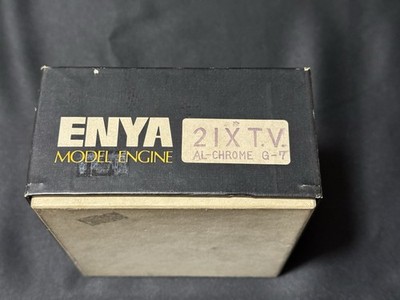 ENYA
MODEL ENGINE
21X T.V.
AL-CHROME G-7